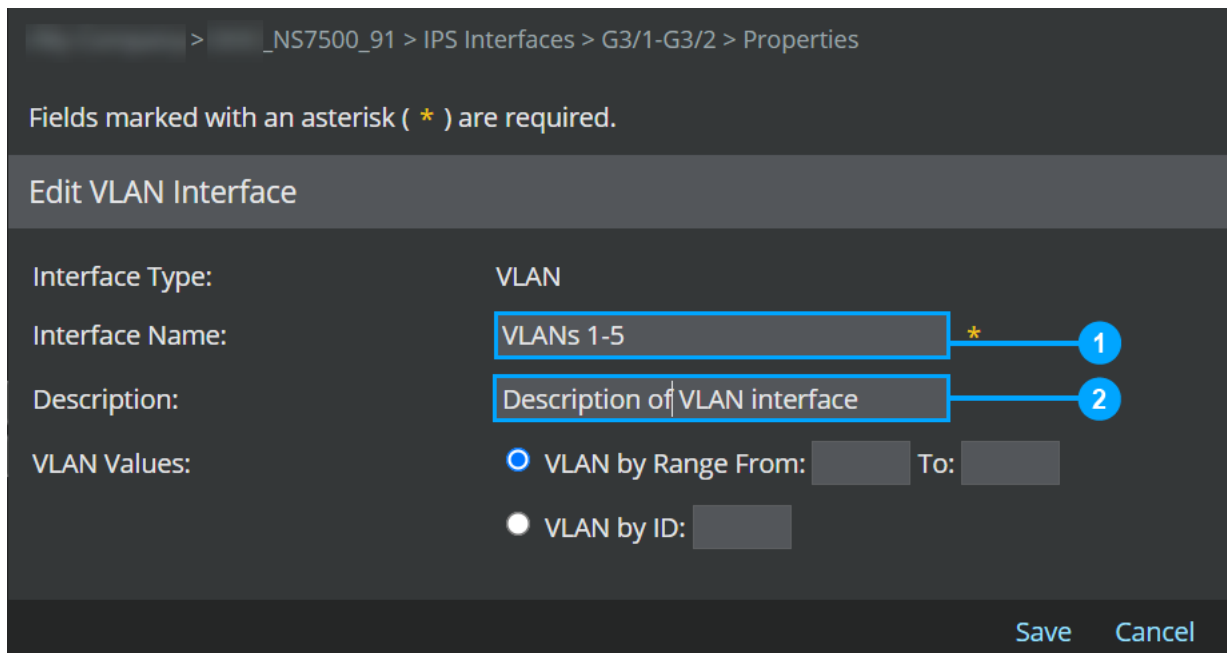 > _NS7500_91 > IPS Interfaces > G3/1-G3/2 > Properties
Fields marked with an asterisk ( * ) are required.
Edit VLAN Interface
Interface Type: VLAN
Interface Name: VLANs 1-5 * 1
Description: Description of VLAN interface 2
VLAN Values: VLAN by Range From: To:
VLAN by ID:
Save Cancel